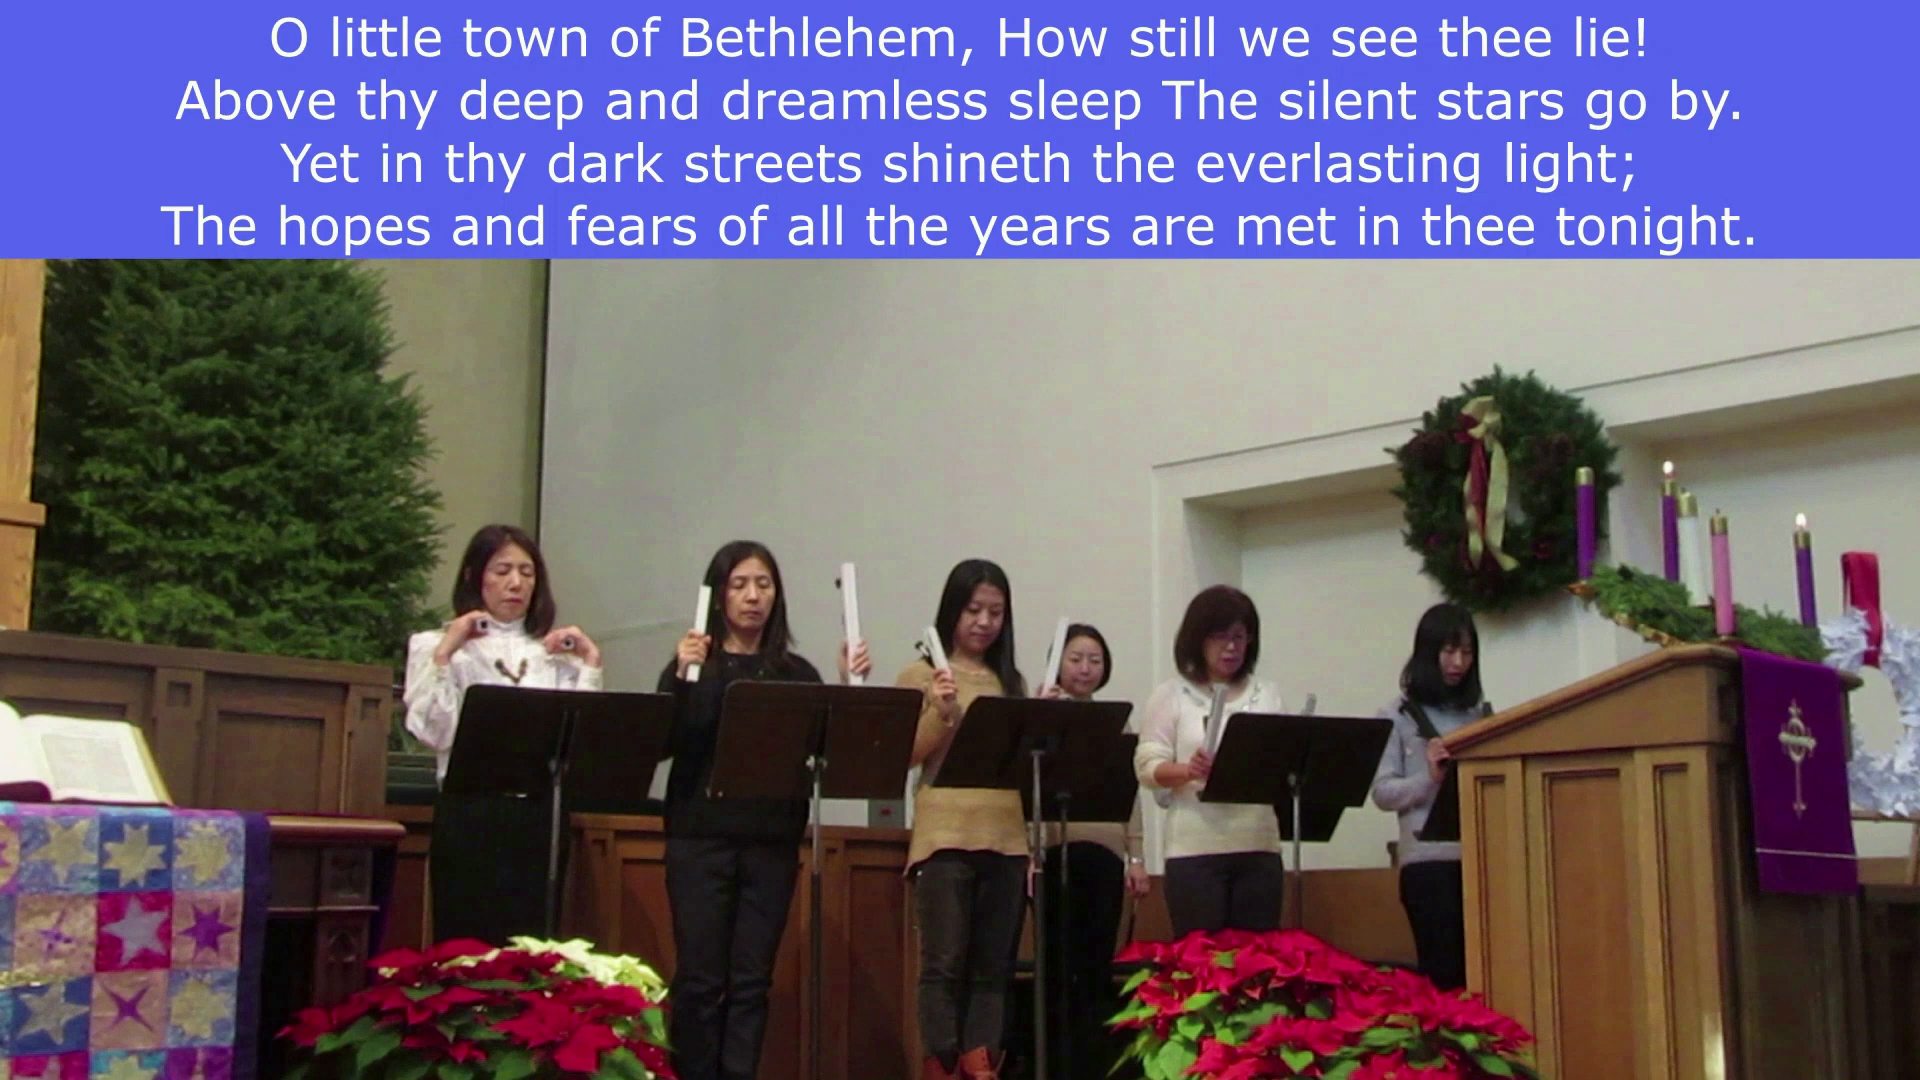 O little town of Bethlehem, How still we see thee lie!
Above thy deep and dreamless sleep The silent stars go by.
Yet in thy dark streets shineth the everlasting light;
The hopes and fears of all the years are met in thee tonight.